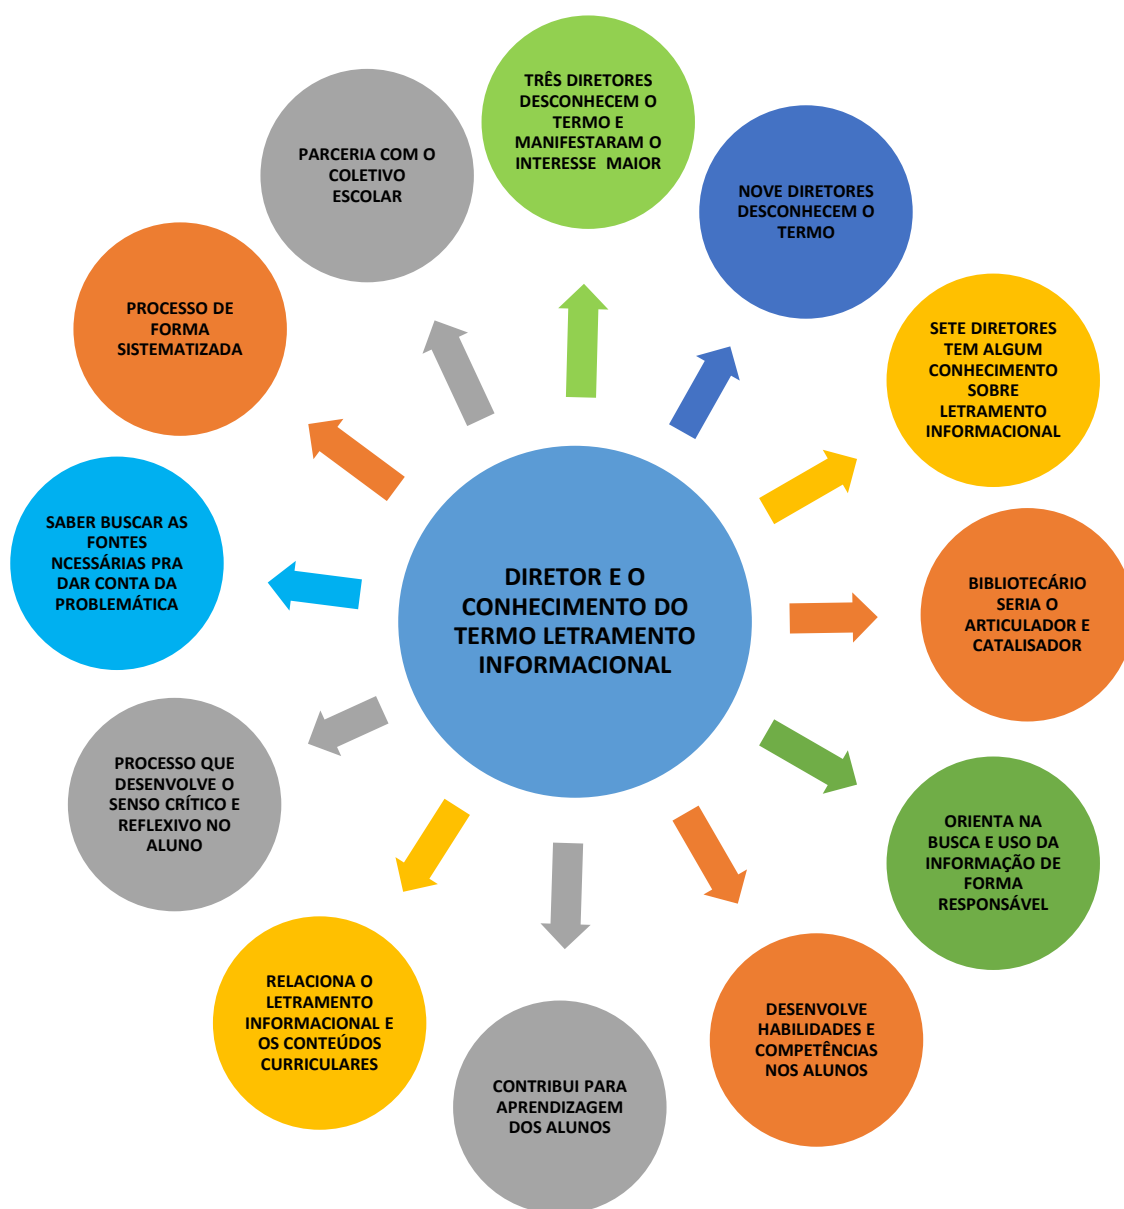 TRÊS DIRETORES
DESCONHECEM O
TERMO E
MANIFESTARAM O
INTERESSE MAIOR
NOVE DIRETORES
DESCONHECEM O
TERMO
SETE DIRETORES
TEM ALGUM
CONHECIMENTO
SOBRE
LETRAMENTO
INFORMACIONAL
BIBLIOTECÁRIO
SERIA O
ARTICULADOR E
CATALISADOR
ORIENTA NA
BUSCA E USO DA
INFORMAÇÃO DE
FORMA
RESPONSÁVEL
DESENVOLVE
HABILIDADES E
COMPETÊNCIAS
NOS ALUNOS
CONTRIBUI PARA
APRENDIZAGEM
DOS ALUNOS
RELACIONA O
LETRAMENTO
INFORMACIONAL E
OS CONTEÚDOS
CURRICULARES
PROCESSO QUE
DESENVOLVE O
SENSO CRÍTICO E
REFLEXIVO NO
ALUNO
SABER BUSCAR AS
FONTES
NCESSÁRIAS PRA
DAR CONTA DA
PROBLEMÁTICA
PROCESSO DE
FORMA
SISTEMATIZADA
PARCERIA COM O
COLETIVO
ESCOLAR
DIRETOR E O
CONHECIMENTO DO
TERMO LETRAMENTO
INFORMACIONAL